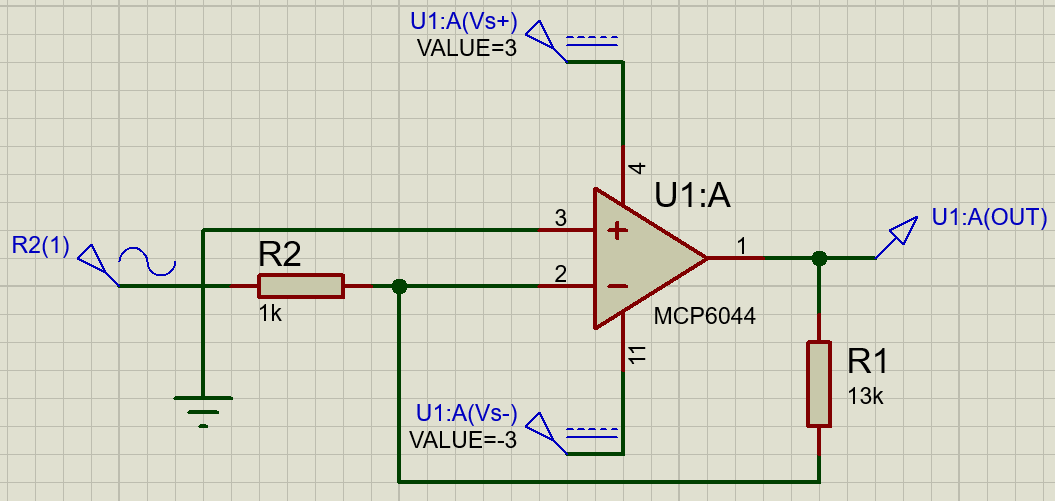 U1:A(Vs+)
VALUE=3
4
U1:A
3
+
1
U1:A(OUT)
R2(1)
R2
1k
2
−
MCP6044
11
R1
13k
U1:A(Vs-)
VALUE=-3